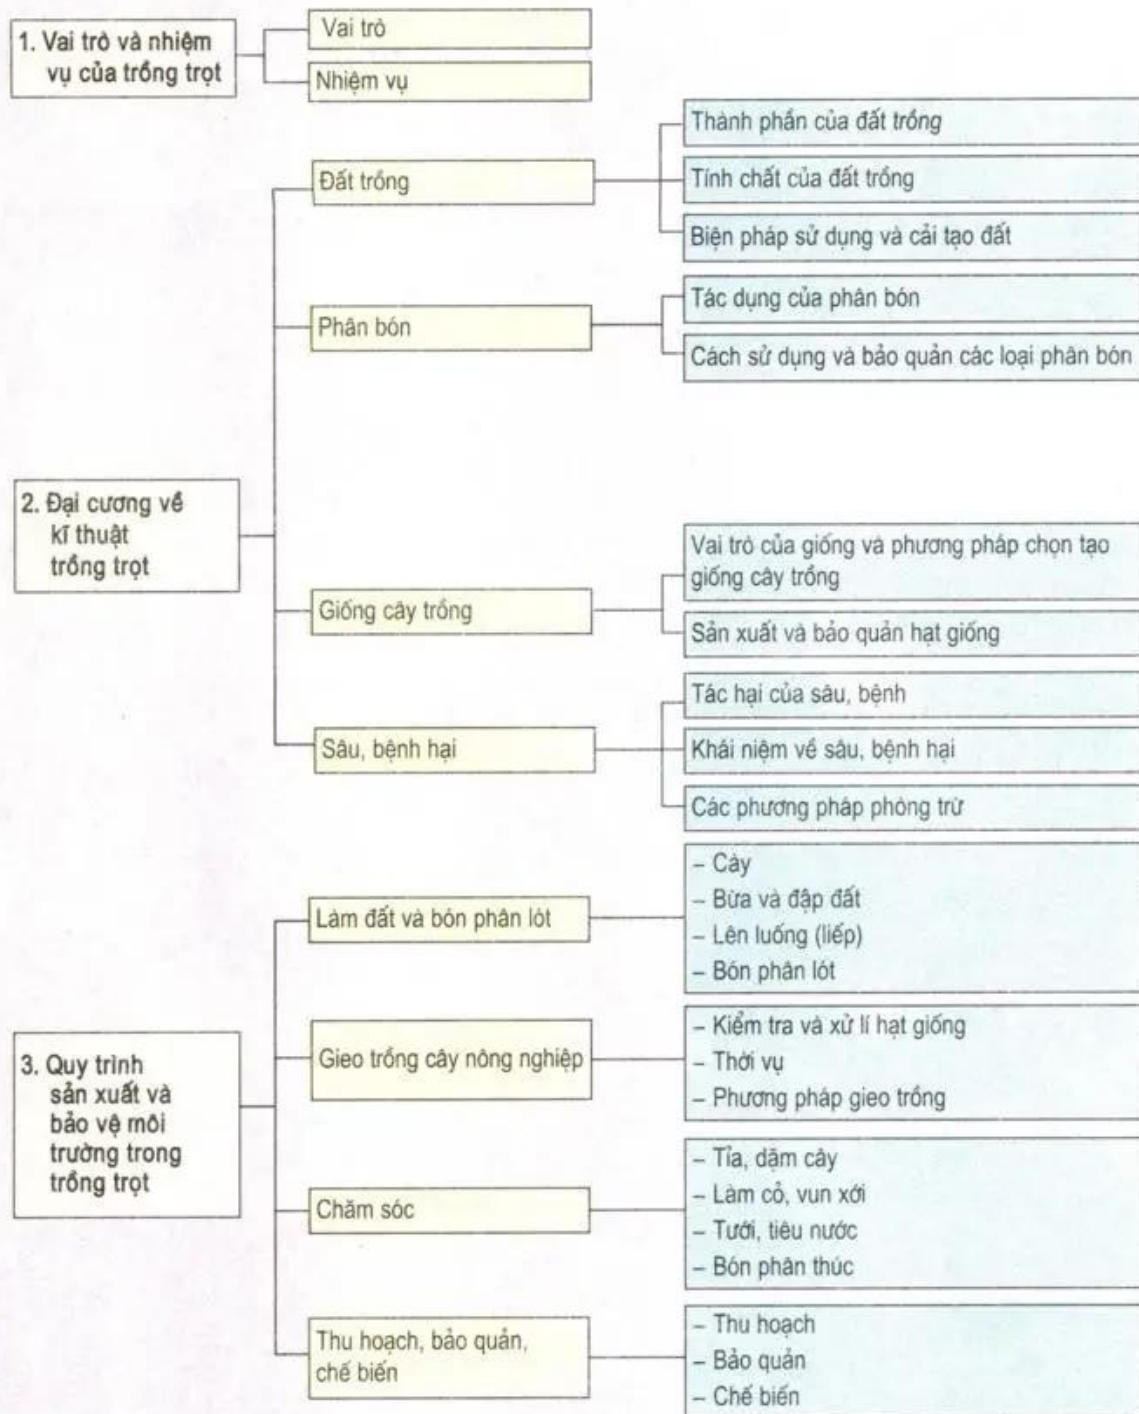 1. Vai trò và nhiệm
vụ của trồng trọt
Vai trò
Nhiệm vụ
2. Đại cương về
kĩ thuật
trồng trọt
Đất trồng
Thành phần của đất trồng
Tính chất của đất trồng
Biện pháp sử dụng và cải tạo đất
Phân bón
Tác dụng của phân bón
Cách sử dụng và bảo quản các loại phân bón
Giống cây trồng
Vai trò của giống và phương pháp chọn tạo
giống cây trồng
Sản xuất và bảo quản hạt giống
Sâu, bệnh hại
Tác hại của sâu, bệnh
Khái niệm về sâu, bệnh hại
Các phương pháp phòng trừ
3. Quy trình
sản xuất và
bảo vệ môi
trường trong
trồng trọt
Làm đất và bón phân lót
– Cày
– Bừa và đập đất
– Lên luống (liếp)
– Bón phân lót
Gieo trồng cây nông nghiệp
– Kiểm tra và xử lí hạt giống
– Thời vụ
– Phương pháp gieo trồng
Chăm sóc
– Tỉa, dặm cây
– Làm cỏ, vun xới
– Tưới, tiêu nước
– Bón phân thúc
Thu hoạch, bảo quản,
chế biến
– Thu hoạch
– Bảo quản
– Chế biến